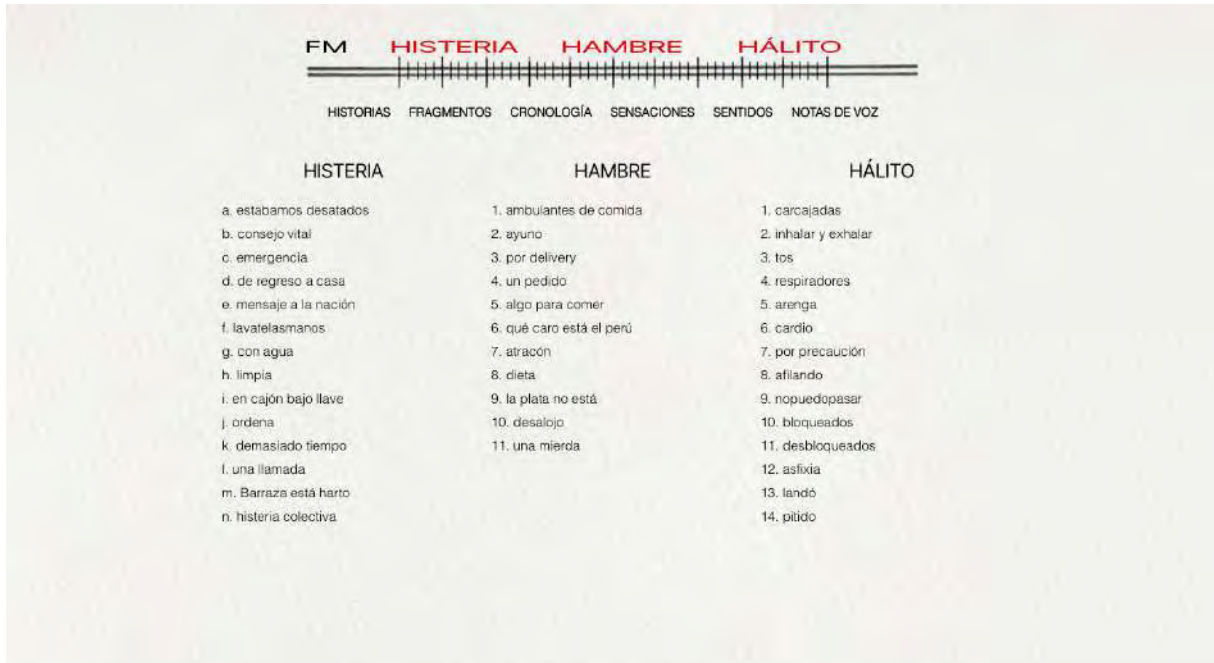 FM HISTERIA HAMBRE HÁLITO
HISTORIAS FRAGMENTOS CRONOLOGÍA SENSACIONES SENTIDOS NOTAS DE VOZ
HISTERIA
a. estabamos desatados
b. consejo vital
c. emergencia
d. de regreso a casa
e. mensaje a la nación
f. lavatelasmanos
g. con agua
h. limpia
i. en cajón bajo llave
j. ordena
k. demasiado tiempo
l. una llamada
m. Barraza está harto
n. histeria colectiva
HAMBRE
1. ambulantes de comida
2. ayuno
3. por delivery
4. un pedido
5. algo para comer
6. qué caro está el perú
7. atracón
8. dieta
9. la plata no está
10. desalojo
11. una mierda
HÁLITO
1. carcajadas
2. inhalar y exhalar
3. tos
4. respiradores
5. arenga
6. cardio
7. por precaución
8. afilando
9. nopuedopasar
10. bloqueados
11. desbloqueados
12. asfixia
13. landó
14. pitido